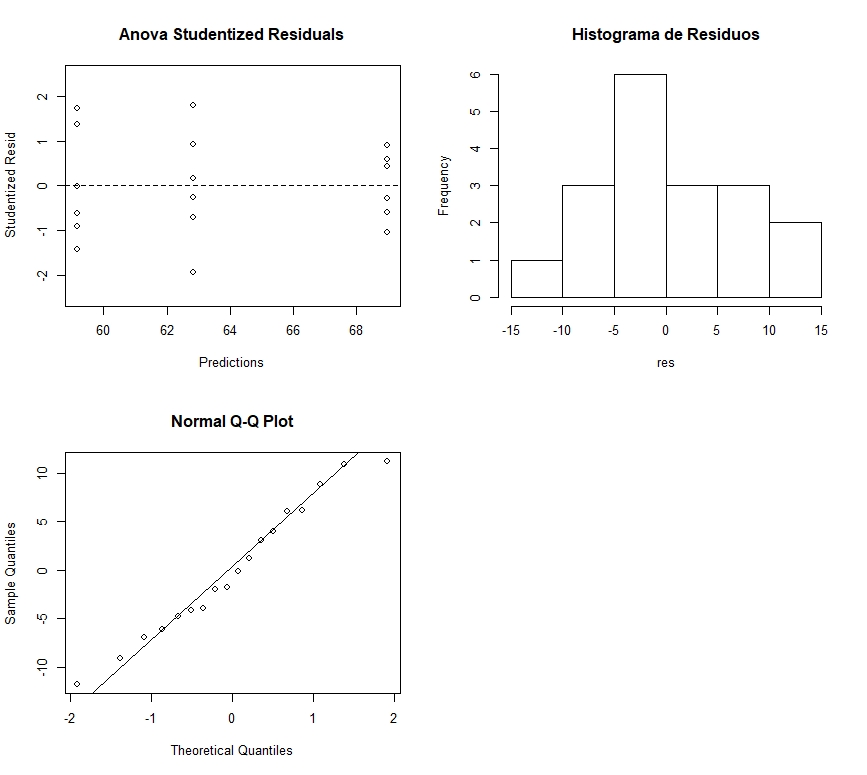 Anova Studentized Residuals
Studentized Resid
2
1
0
-1
-2
60 62 64 66 68
Predictions
Histograma de Residuos
Frequency
6
5
4
3
2
1
0
-15 -10 -5 0 5 10 15
res
Normal Q-Q Plot
Sample Quantiles
10
5
0
-5
-10
-2 -1 0 1 2
Theoretical Quantiles